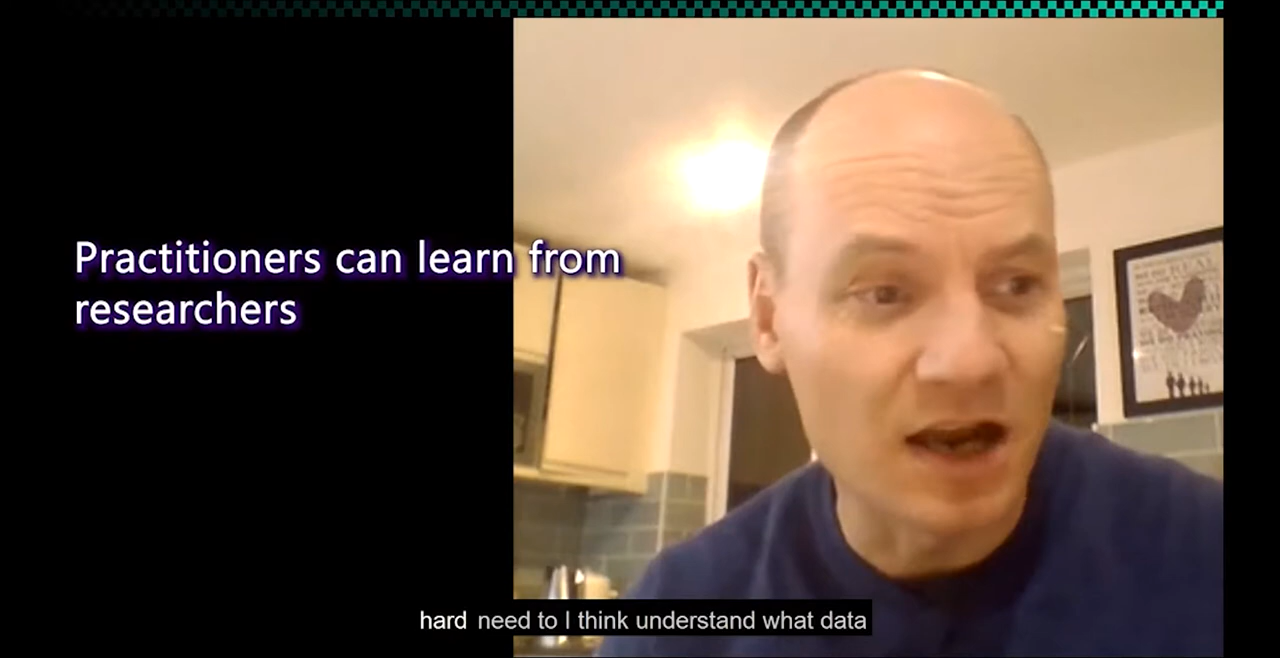 Practitioners can learn from
researchers
hard need to I think understand what data